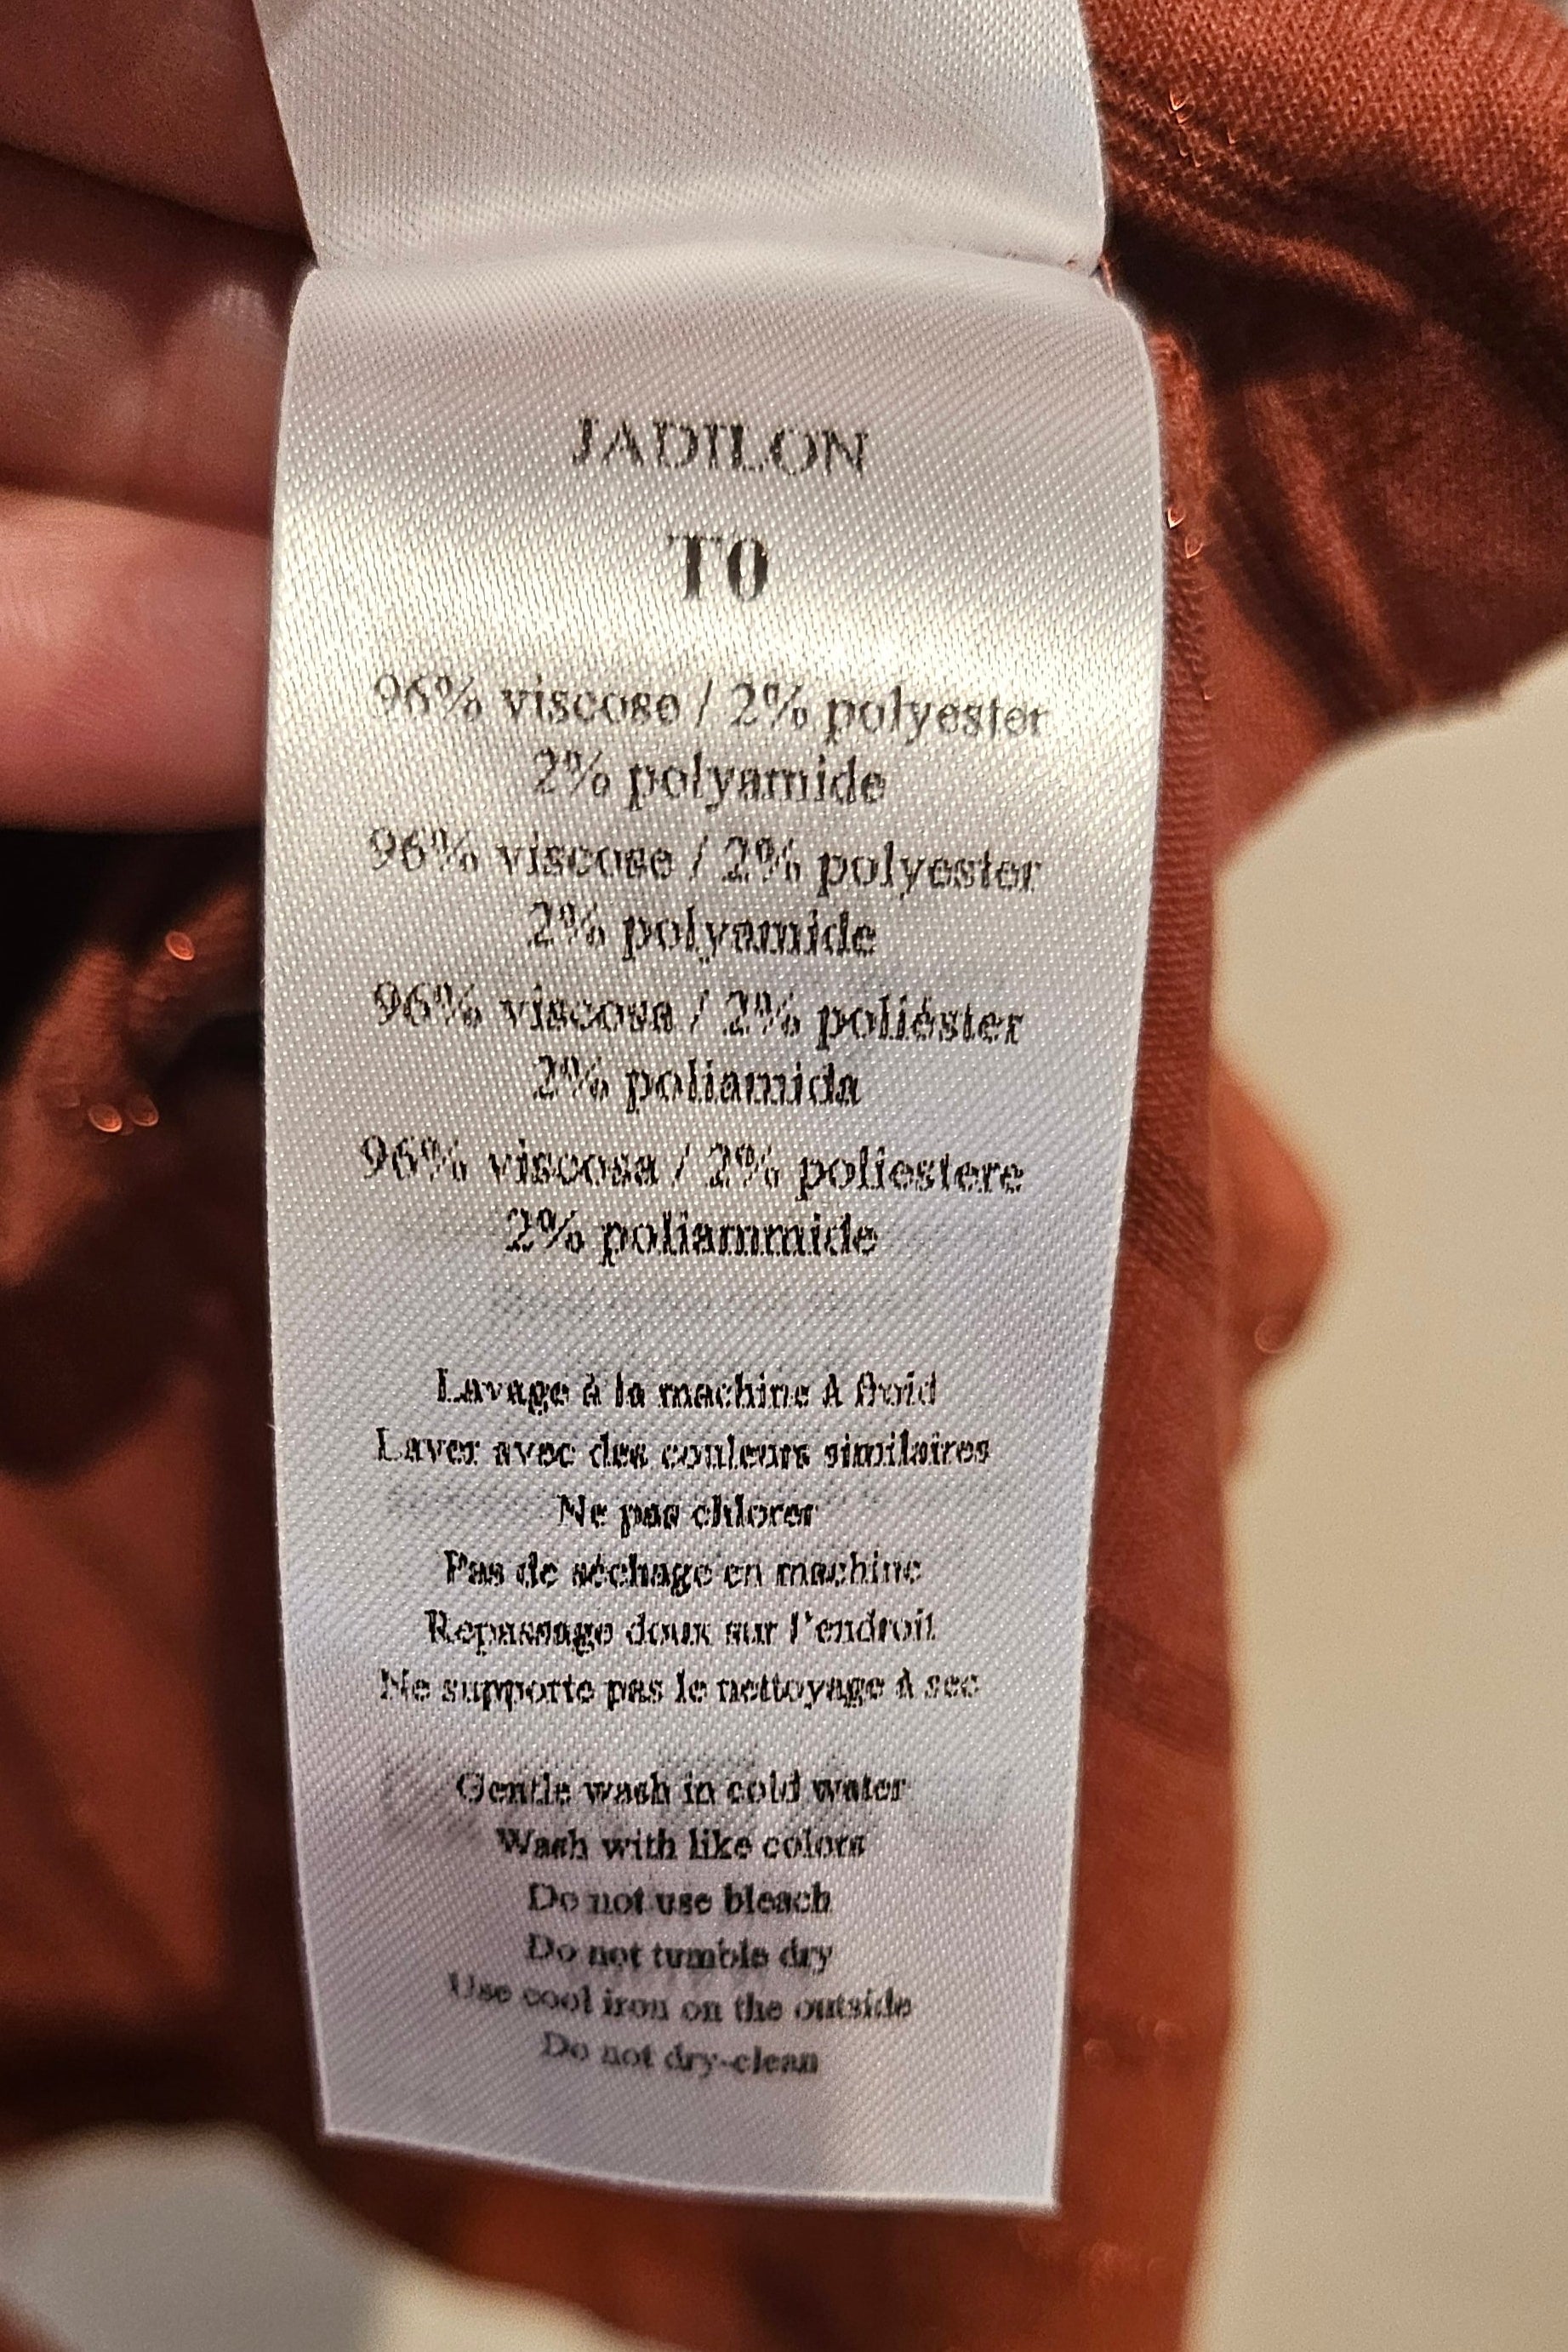 JADILON
T0
96% viscose / 2% polyester
2% polyamide
96% viscose / 2% polyester
2% polyamide
96% viscosa / 2% poliéster
2% poliamida
96% viscosa / 2% poliestere
2% poliammide
Lavage à la machine à froid
Laver avec des couleurs similaires
Ne pas chlorer
Pas de séchage en machine
Repassage doux sur l'endroit
Ne supporte pas le nettoyage à sec
Gentle wash in cold water
Wash with like colors
Do not use bleach
Do not tumble dry
Use cool iron on the outside
Do not dry-clean